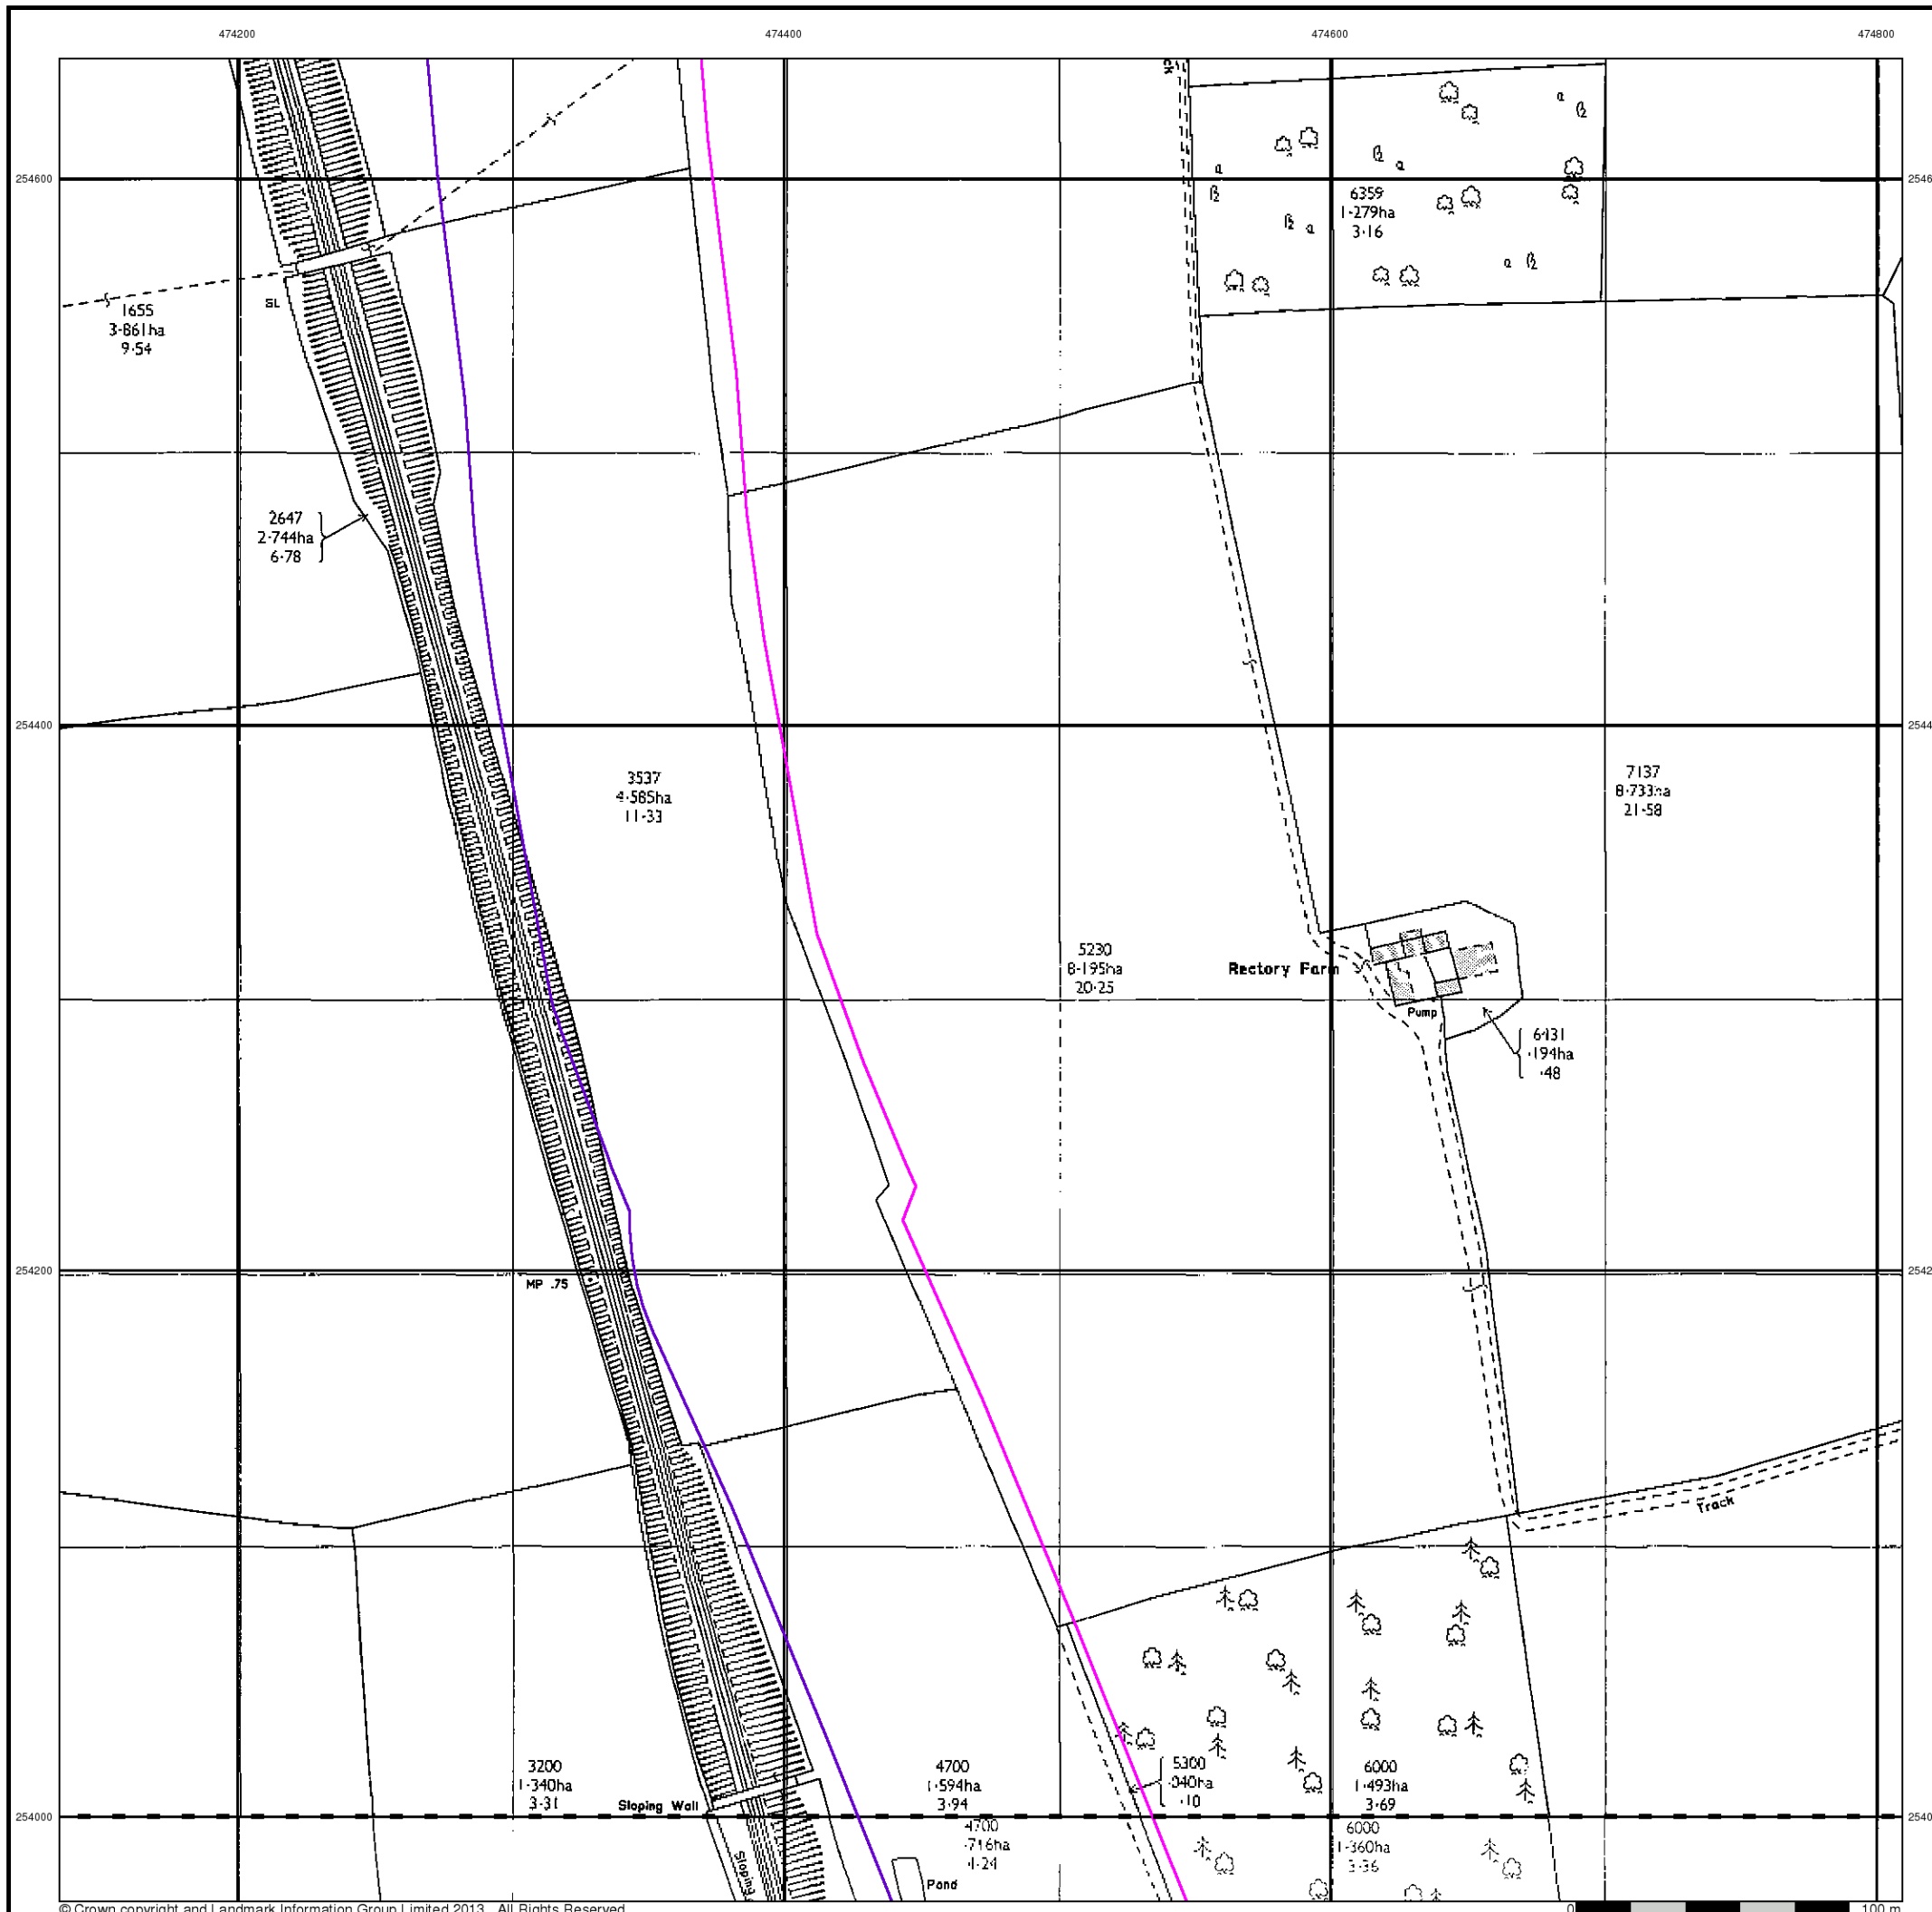 474200 474400 474600 474800
254600
6359
1·279ha
3·16
SL
1655
3·861ha
9·54
2647
2·744ha
6·78
254400
3537
4·585ha
11·33
7137
8·733ha
21·58
5230
8·195ha
20·25
Rectory Farm
Pump
6131
·194ha
·48
254200
MP .75
Track
3200
1·340ha
3·31
4700
1·594ha
3·94
5300
·040ha
·10
6000
1·493ha
3·69
Sloping Wall
254000
4700
·716ha
6000
1·360ha
3·36
Sloping
Pond
© Crown copyright and Landmark Information Group Limited 2013. All Rights Reserved.
0 100 m